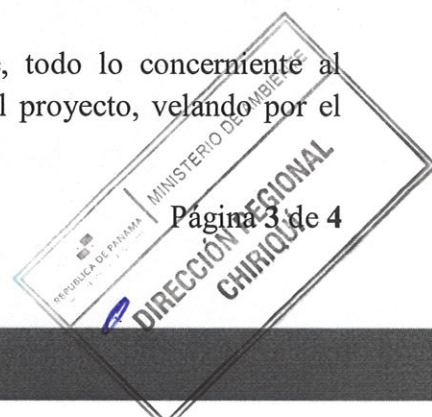 , todo lo concerniente al
l proyecto, velando por el
Página 3 de 4
REPÚBLICA DE PANAMÁ
MINISTERIO DE AMBIENTE
DIRECCIÓN REGIONAL
CHIRIQUÍ